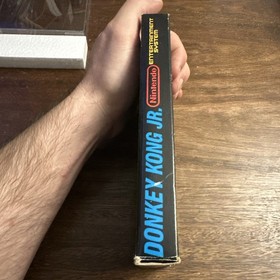 DONKEY KONG JR.
Nintendo
ENTERTAINMENT
SYSTEM